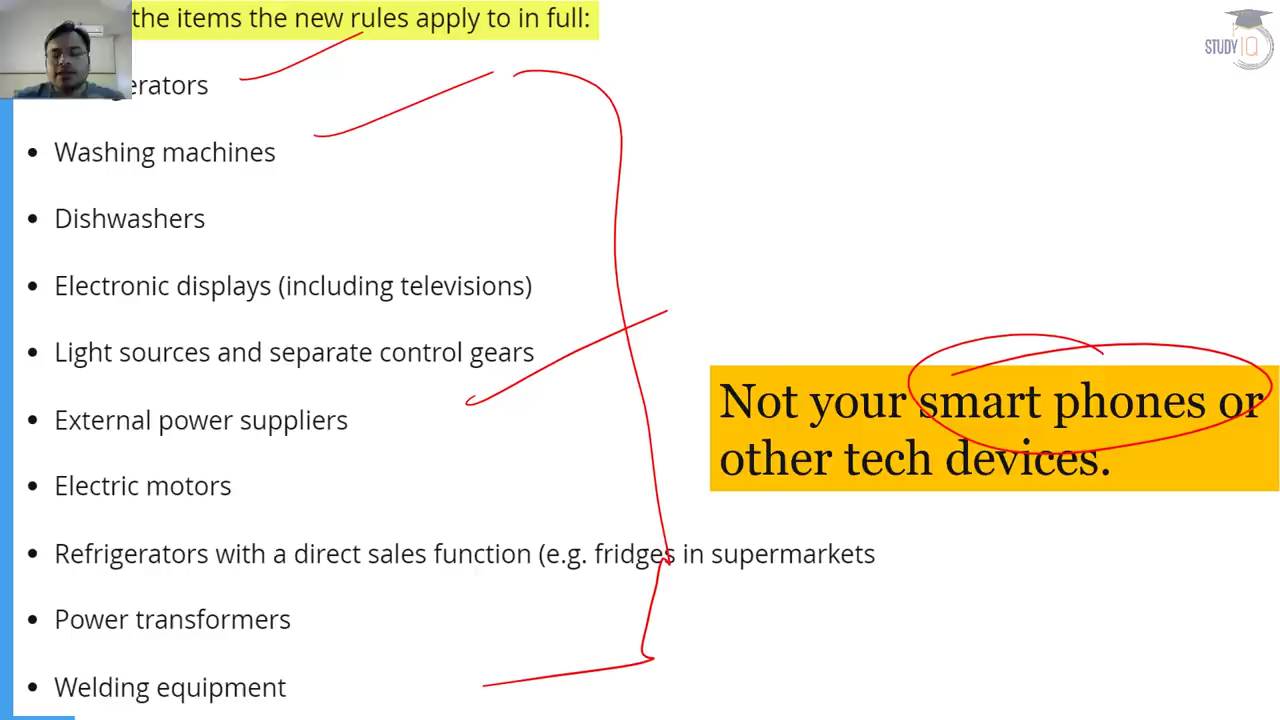 the items the new rules apply to in full:
STUDY IQ
erators
• Washing machines
• Dishwashers
• Electronic displays (including televisions)
• Light sources and separate control gears
• External power suppliers
• Electric motors
• Refrigerators with a direct sales function (e.g. fridges in supermarkets
• Power transformers
• Welding equipment
Not your smart phones or
other tech devices.